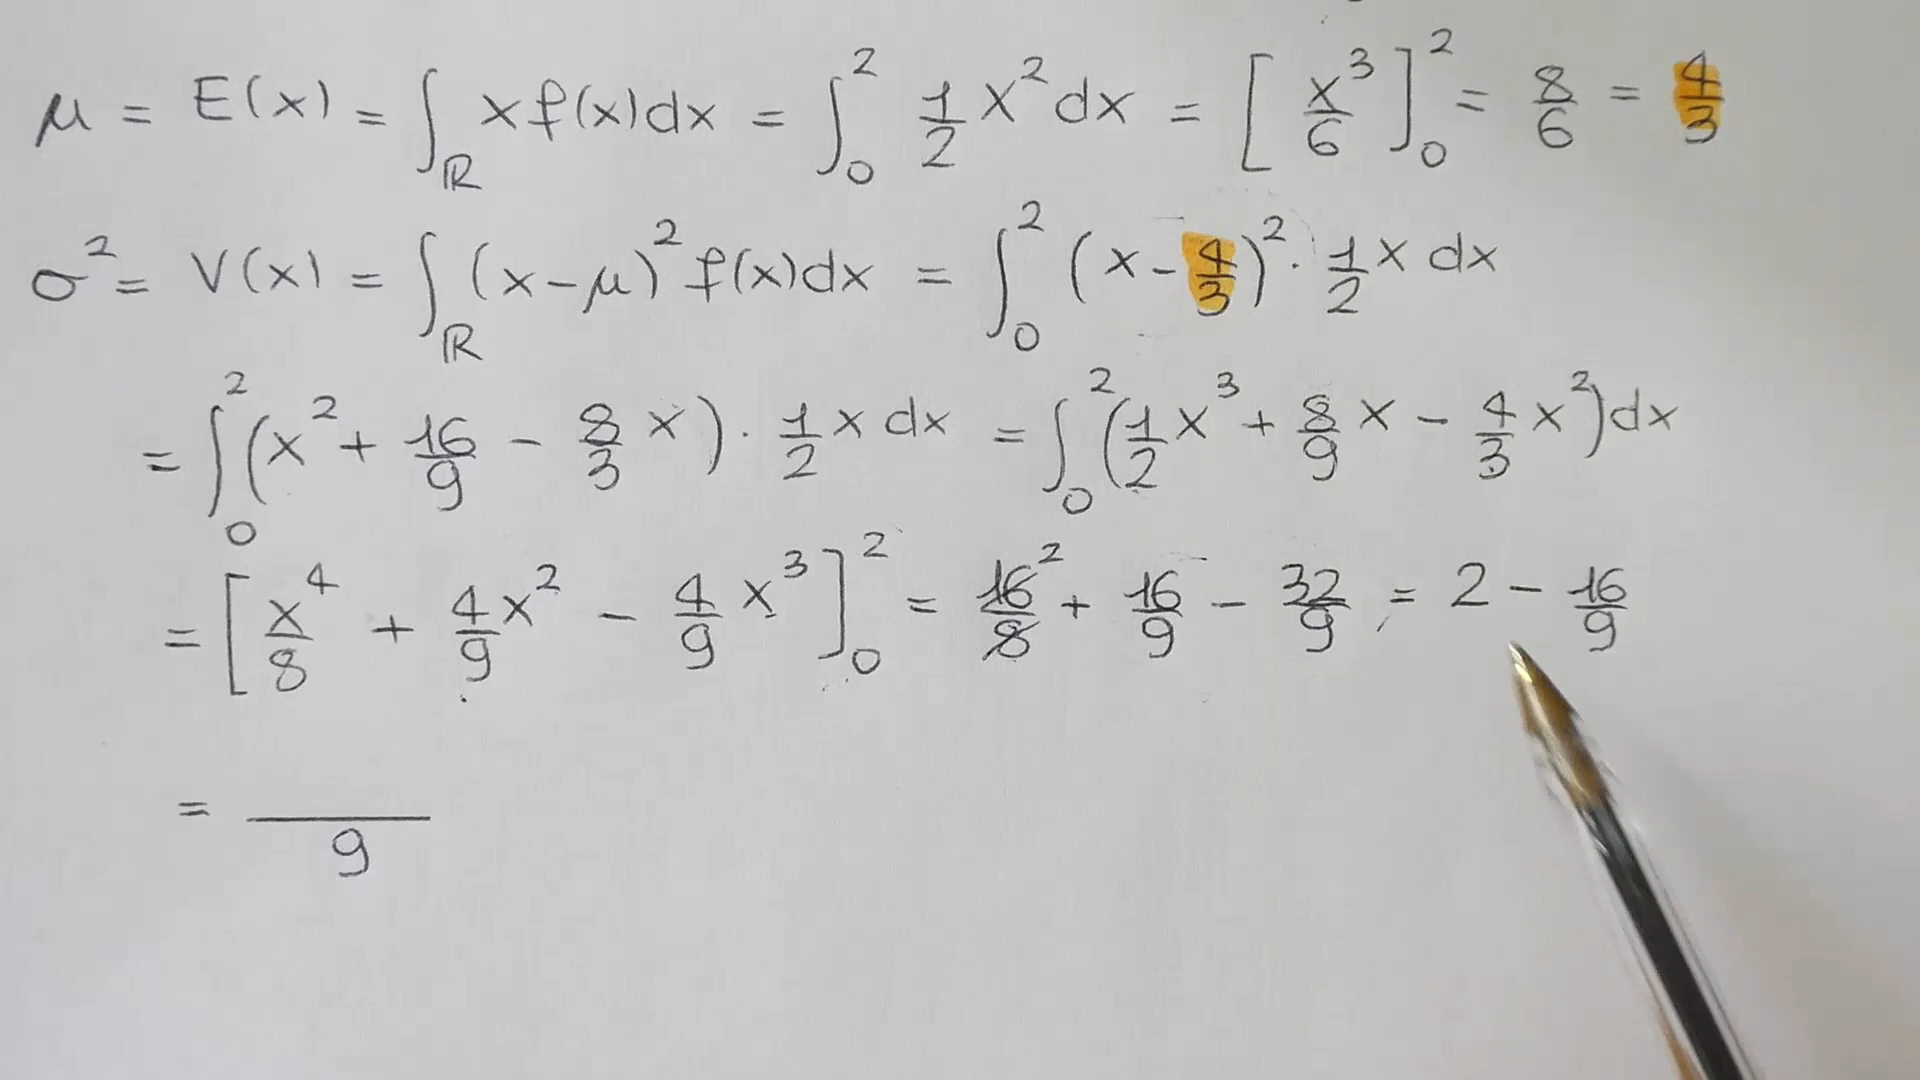 μ = E(x) = ∫_ℝ x f(x)dx = ∫_0^2 1/2 x^2 dx = [x^3/6]_0^2 = 8/6 = 4/3
σ^2 = V(x) = ∫_ℝ (x-μ)^2 f(x)dx = ∫_0^2 (x - 4/3)^2 · 1/2 x dx
= ∫_0^2 (x^2 + 16/9 - 8/3 x) · 1/2 x dx = ∫_0^2 (1/2 x^3 + 8/9 x - 4/3 x^2) dx
= [x^4/8 + 4/9 x^2 - 4/9 x^3]_0^2 = 16/8 ^2 + 16/9 - 32/9 = 2 - 16/9
= /9